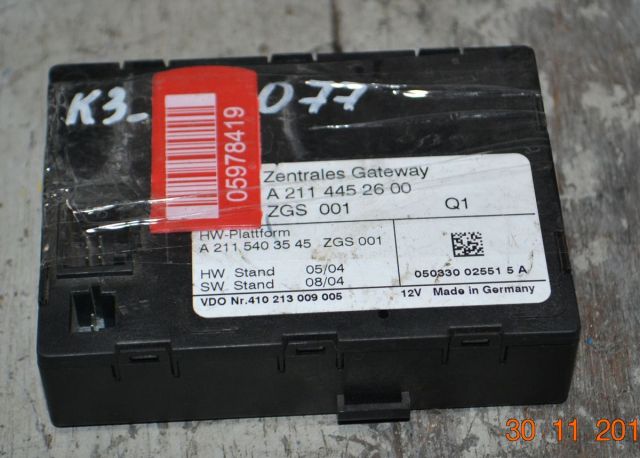 K3_ 077
05978419
Zentrales Gateway
A 211 445 26 00
ZGS 001 Q1
HW-Plattform
A 211 540 35 45 ZGS 001
HW. Stand 05/04
SW. Stand 08/04
050330 02551 5 A
VDO Nr.410 213 009 005 12V Made in Germany
30 11 201